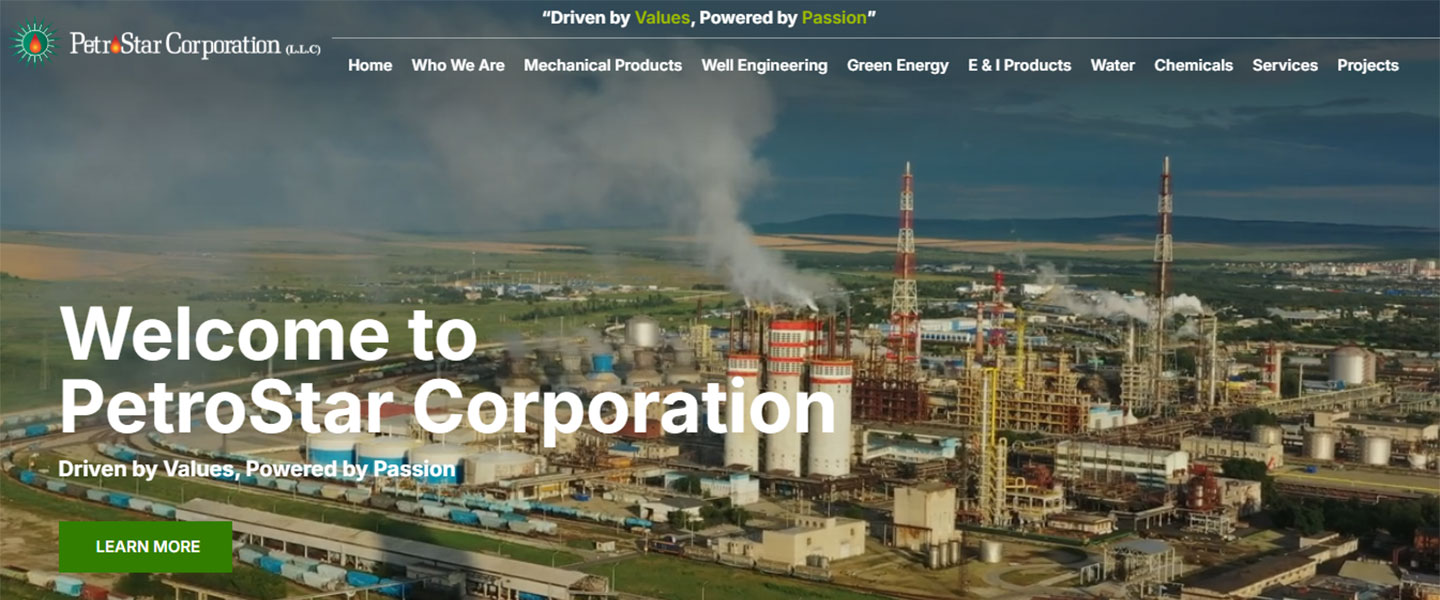 “Driven by Values, Powered by Passion”
PetroStar Corporation (L.L.C)
Home Who We Are Mechanical Products Well Engineering Green Energy E & I Products Water Chemicals Services Projects
Welcome to
PetroStar Corporation
Driven by Values, Powered by Passion
LEARN MORE